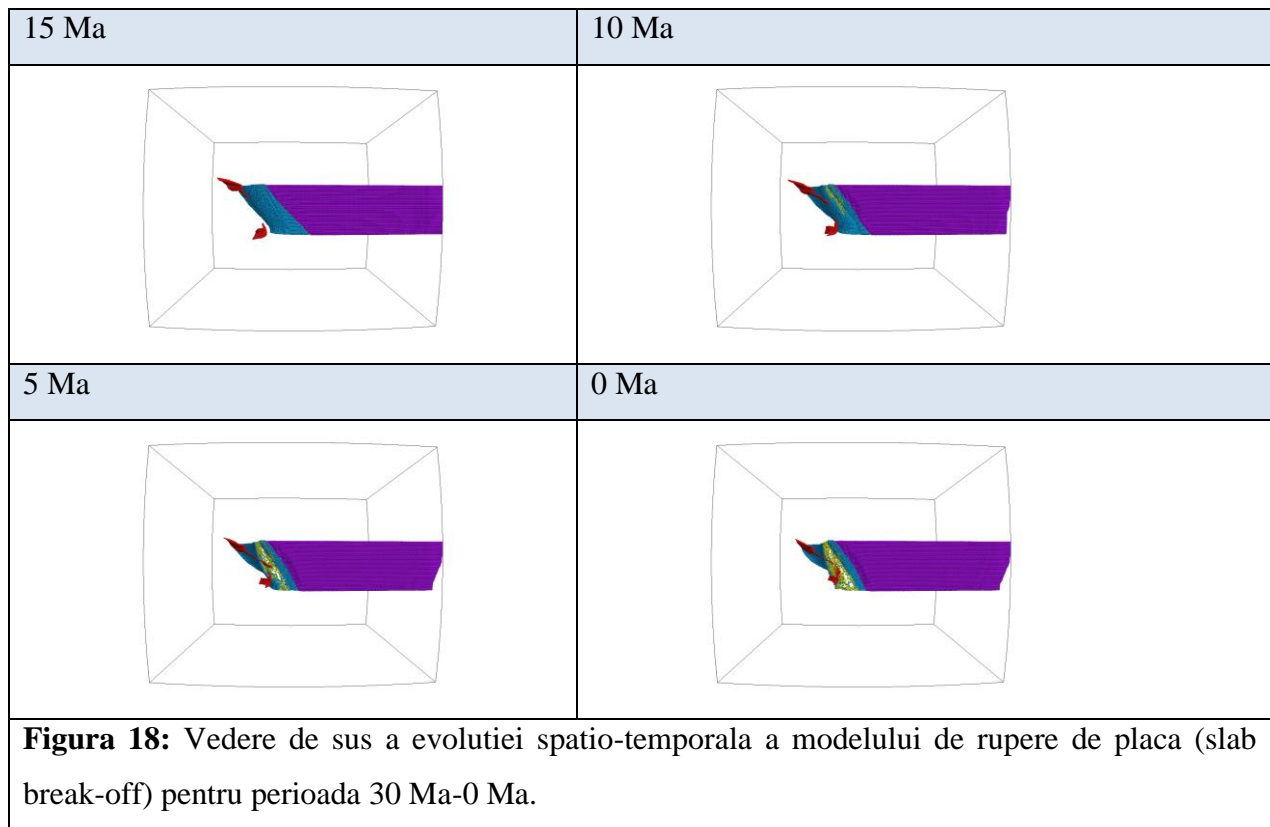 15 Ma
10 Ma
5 Ma
0 Ma
Figura 18: Vedere de sus a evolutiei spatio-temporala a modelului de rupere de placa (slab
break-off) pentru perioada 30 Ma-0 Ma.